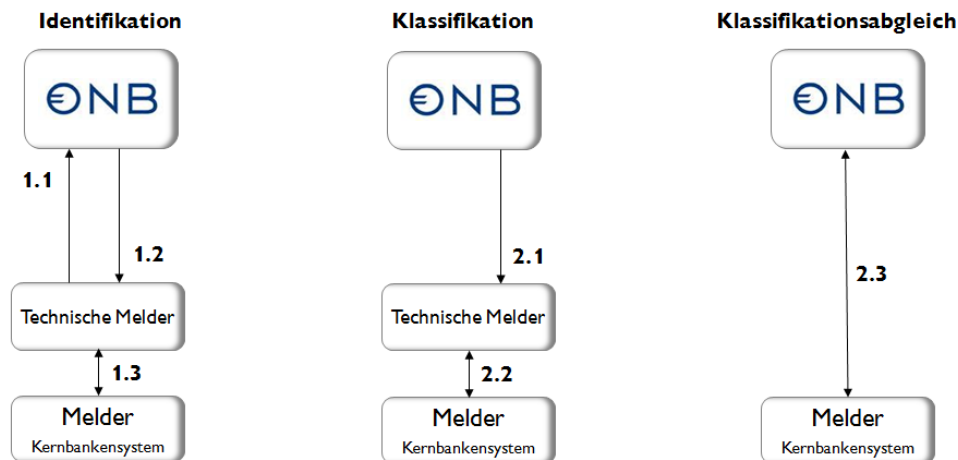 Identifikation
ONB
1.1
1.2
Technische Melder
1.3
Melder
Kernbankensystem
Klassifikation
ONB
2.1
Technische Melder
2.2
Melder
Kernbankensystem
Klassifikationsabgleich
ONB
2.3
Melder
Kernbankensystem